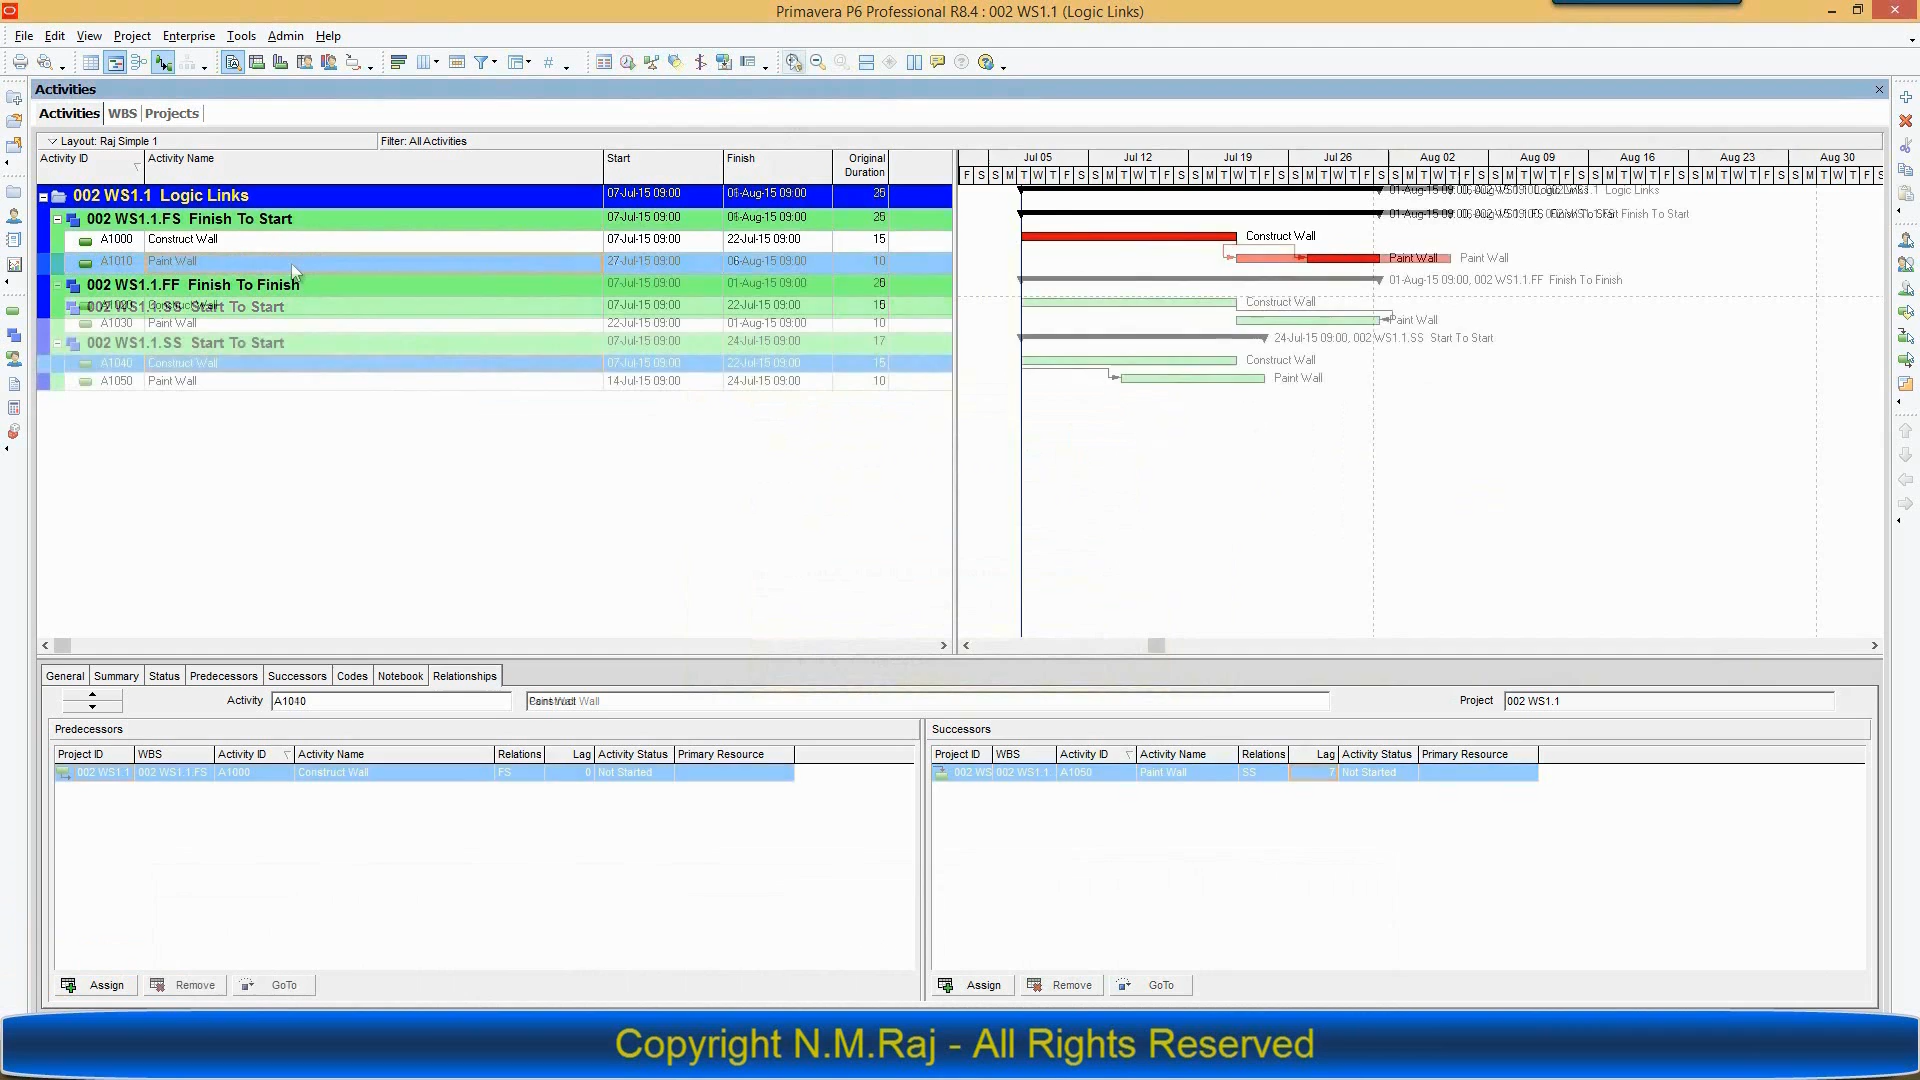 Primavera P6 Professional R8.4 : 002 WS1.1 (Logic Links)
File Edit View Project Enterprise Tools Admin Help
Activities
Activities WBS Projects
Layout: Raj Simple 1 Filter: All Activities
Activity ID Activity Name Start Finish Original Duration
Jul 05 Jul 12 Jul 19 Jul 26 Aug 02 Aug 09 Aug 16 Aug 23 Aug 30
F S S M T W T F S S M T W T F S S M T W T F S S M T W T F S S M T W T F S S M T W T F S S M T W T F S S M T W T F S S M T W T F S
002 WS1.1 Logic Links 07-Jul-15 09:00
002 WS1.1.FS Finish To Start 07-Jul-15 09:00
A1000 Construct Wall 07-Jul-15 09:00 22-Jul-15 09:00 15 Construct Wall
A1010 Paint Wall 27-Jul-15 09:00 06-Aug-15 09:00 10 Paint Wall Paint Wall
002 WS1.1.FF Finish To Finish 07-Jul-15 09:00 01-Aug-15 09:00 01-Aug-15 09:00, 002 WS1.1.FF Finish To Finish
002 WS1.1.SS Start To Start 07-Jul-15 09:00 22-Jul-15 09:00 Construct Wall
A1030 Paint Wall 22-Jul-15 09:00 01-Aug-15 09:00 10 Paint Wall
002 WS1.1.SS Start To Start 07-Jul-15 09:00 24-Jul-15 09:00 17 24-Jul-15 09:00, 002 WS1.1.SS Start To Start
A1040 Construct Wall 07-Jul-15 09:00 22-Jul-15 09:00 15 Construct Wall
A1050 Paint Wall 14-Jul-15 09:00 24-Jul-15 09:00 10 Paint Wall
General Summary Status Predecessors Successors Codes Notebook Relationships
Activity Wall Project 002 WS1.1
Predecessors Successors
Project ID WBS Activity ID Activity Name Relations Lag Activity Status Primary Resource Project ID WBS Activity ID Activity Name Relations Lag Activity Status Primary Resource
002 WS1.1 002 WS1.1.FS A1000 Construct Wall FS 0 Not Started 002 WS 002 WS1.1. A1050 Paint Wall SS 7 Not Started
Assign Remove GoTo Assign Remove GoTo
Copyright N.M.Raj - All Rights Reserved